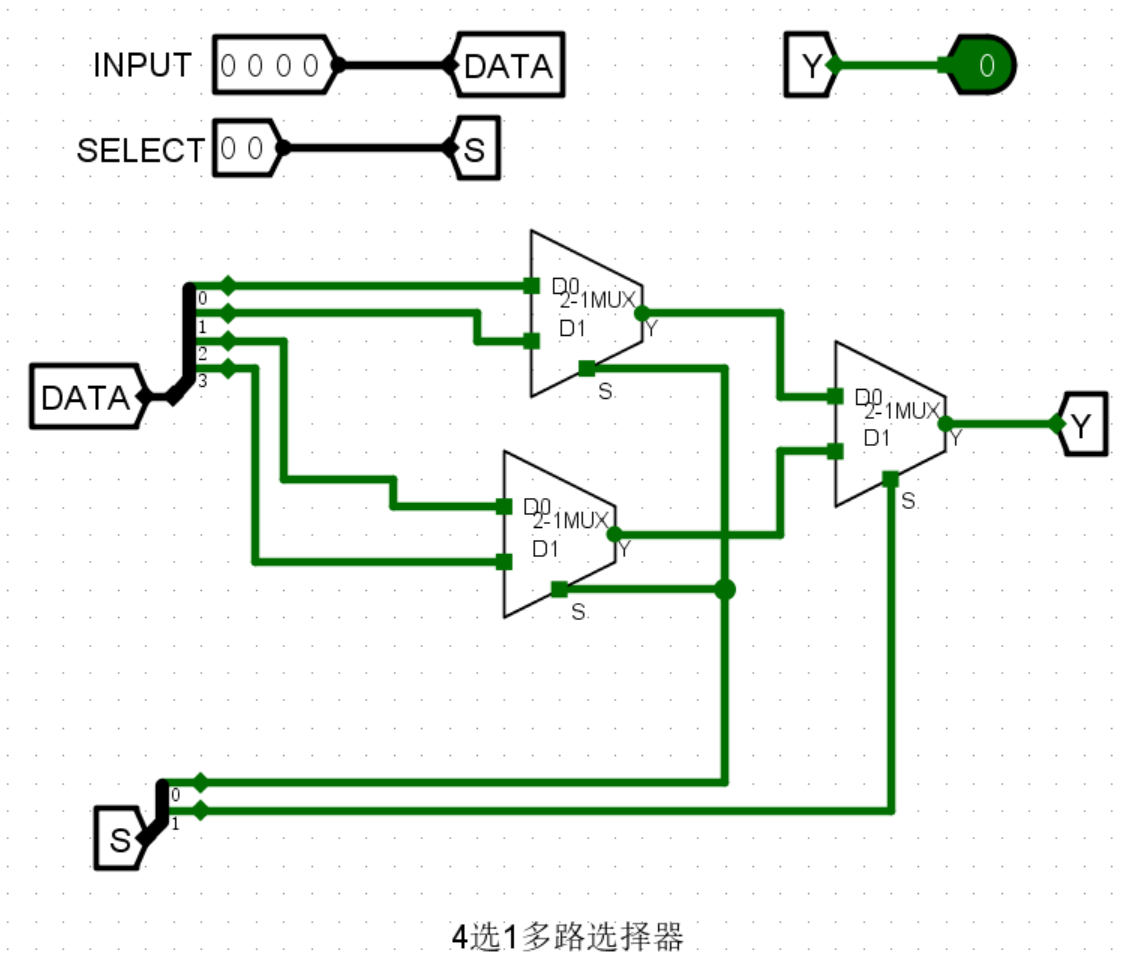 INPUT 0 0 0 0 DATA
Y 0
SELECT 0 0 S
DATA
0
1
2
3
D0
2-1MUX
D1
Y
S
D0
2-1MUX
D1
Y
S
D0
2-1MUX
D1
Y
S
Y
S
0
1
4选1多路选择器